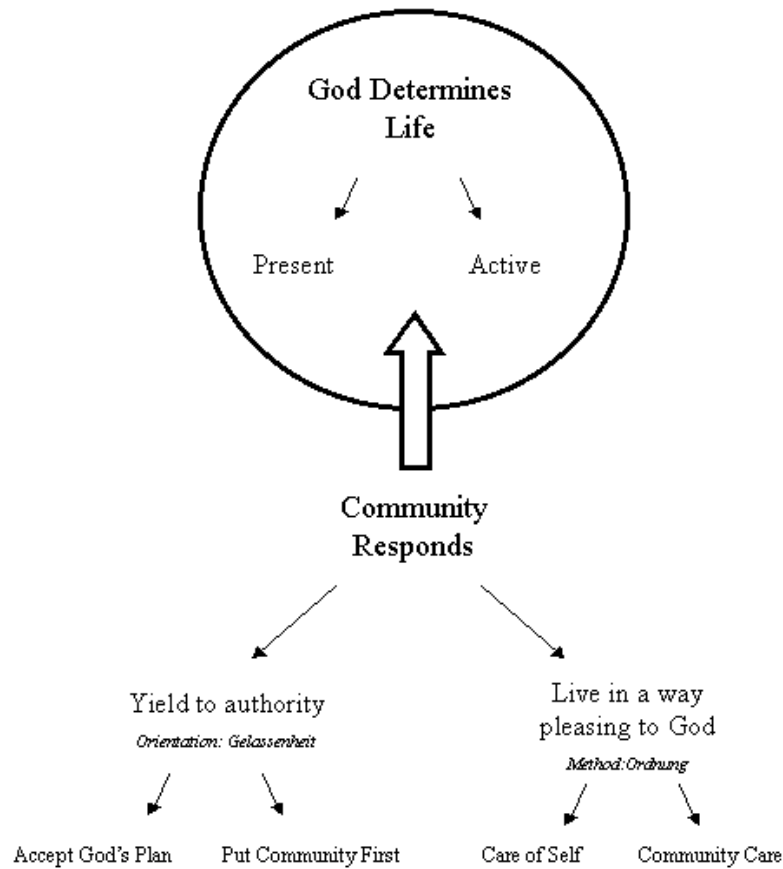 God Determines
Life
Present
Active
Community
Responds
Yield to authority
Orientation: Gelassenheit
Live in a way
pleasing to God
Method:Ordnung
Accept God's Plan
Put Community First
Care of Self
Community Care